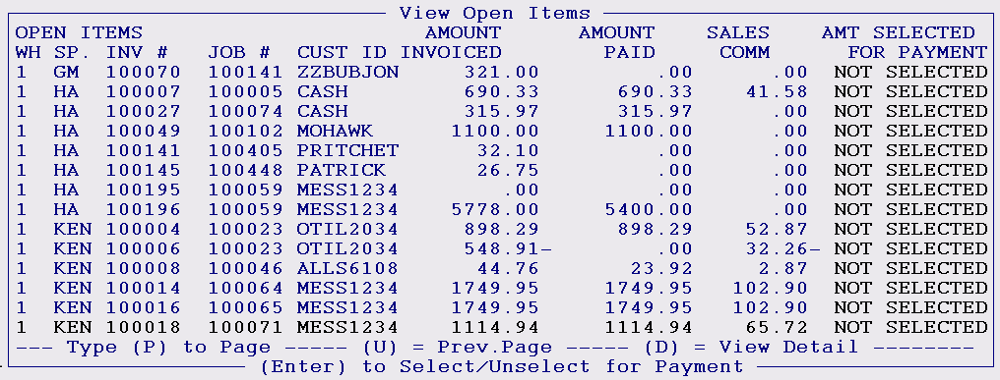 View Open Items
OPEN ITEMS AMOUNT AMOUNT SALES AMT SELECTED
WH SP. INV # JOB # CUST ID INVOICED PAID COMM FOR PAYMENT
1 GM 100070 100141 ZZBUBJON 321.00 .00 .00 NOT SELECTED
1 HA 100007 100005 CASH 690.33 690.33 41.58 NOT SELECTED
1 HA 100027 100074 CASH 315.97 315.97 .00 NOT SELECTED
1 HA 100049 100102 MOHAWK 1100.00 1100.00 .00 NOT SELECTED
1 HA 100141 100405 PRITCHET 32.10 .00 .00 NOT SELECTED
1 HA 100145 100448 PATRICK 26.75 .00 .00 NOT SELECTED
1 HA 100195 100059 MESS1234 .00 .00 .00 NOT SELECTED
1 HA 100196 100059 MESS1234 5778.00 5400.00 .00 NOT SELECTED
1 KEN 100004 100023 OTIL2034 898.29 898.29 52.87 NOT SELECTED
1 KEN 100006 100023 OTIL2034 548.91- .00 32.26- NOT SELECTED
1 KEN 100008 100046 ALLS6108 44.76 23.92 2.87 NOT SELECTED
1 KEN 100014 100064 MESS1234 1749.95 1749.95 102.90 NOT SELECTED
1 KEN 100016 100065 MESS1234 1749.95 1749.95 102.90 NOT SELECTED
1 KEN 100018 100071 MESS1234 1114.94 1114.94 65.72 NOT SELECTED
--- Type (P) to Page ----- (U) = Prev.Page ----- (D) = View Detail --------
(Enter) to Select/Unselect for Payment